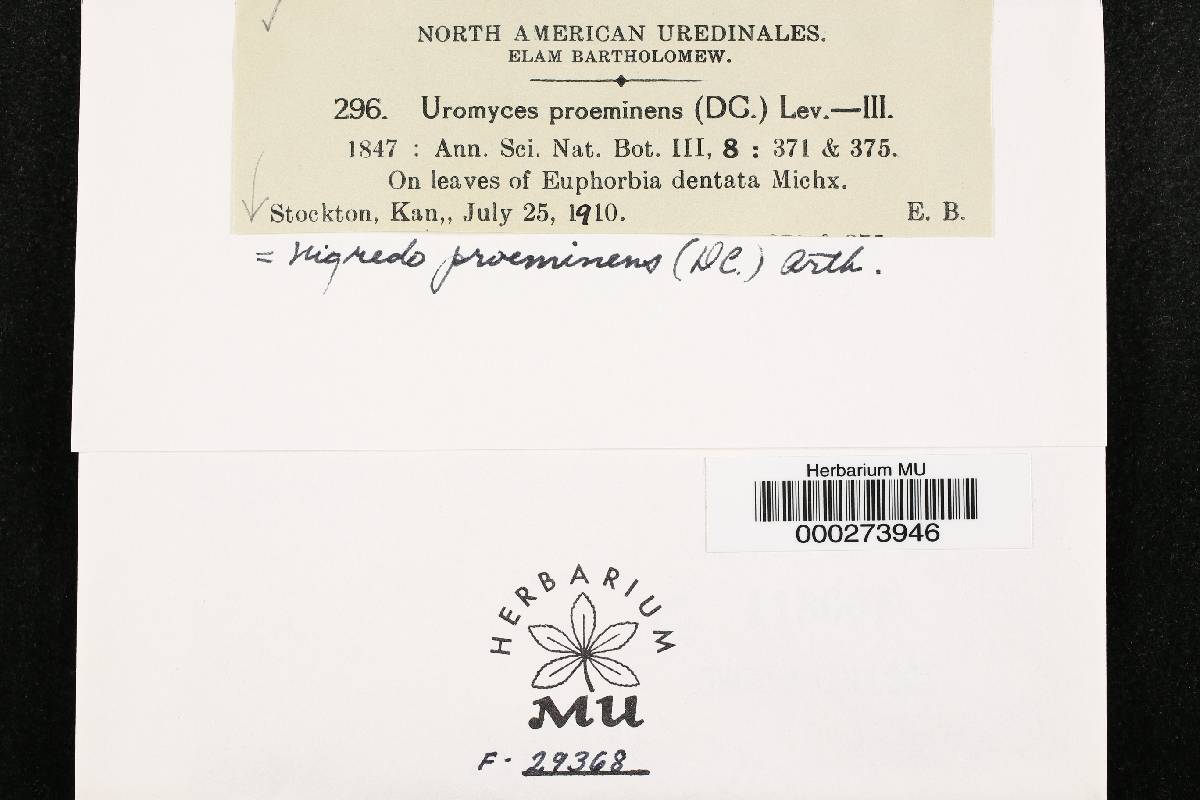 NORTH AMERICAN UREDINALES.
ELAM BARTHOLOMEW.
296. Uromyces proeminens (DC.) Lev.—III.
1847 : Ann. Sci. Nat. Bot. III, 8 : 371 & 375.
On leaves of Euphorbia dentata Michx.
Stockton, Kan,, July 25, 1910. E. B.
= Nigredo proeminens (DC.) Arth.
Herbarium MU
000273946
HERBARIUM
MU
F- 29368